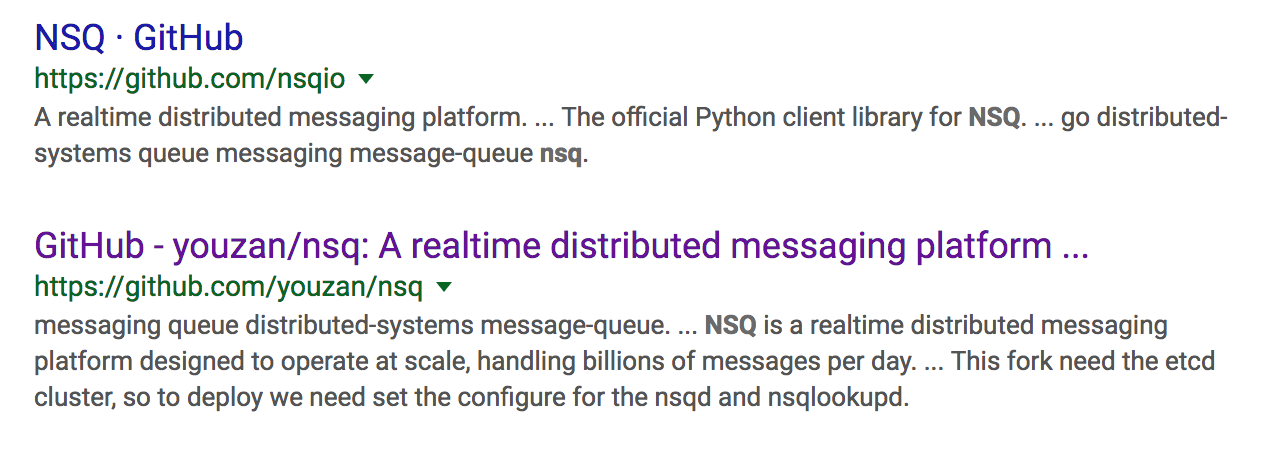 NSQ · GitHub
https://github.com/nsqio
A realtime distributed messaging platform. ... The official Python client library for NSQ. ... go distributed-
systems queue messaging message-queue nsq.
GitHub - youzan/nsq: A realtime distributed messaging platform ...
https://github.com/youzan/nsq
messaging queue distributed-systems message-queue. ... NSQ is a realtime distributed messaging
platform designed to operate at scale, handling billions of messages per day. ... This fork need the etcd
cluster, so to deploy we need set the configure for the nsqd and nsqlookupd.